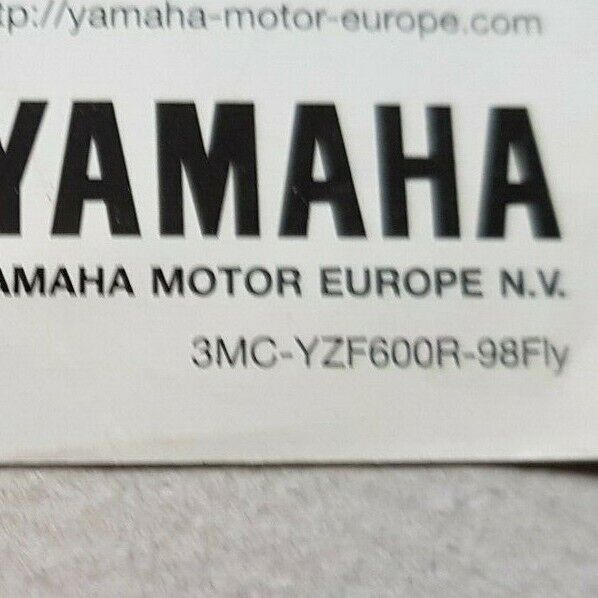 tp://yamaha-motor-europe.com
YAMAHA
AMAHA MOTOR EUROPE N.V.
3MC-YZF600R-98Fly